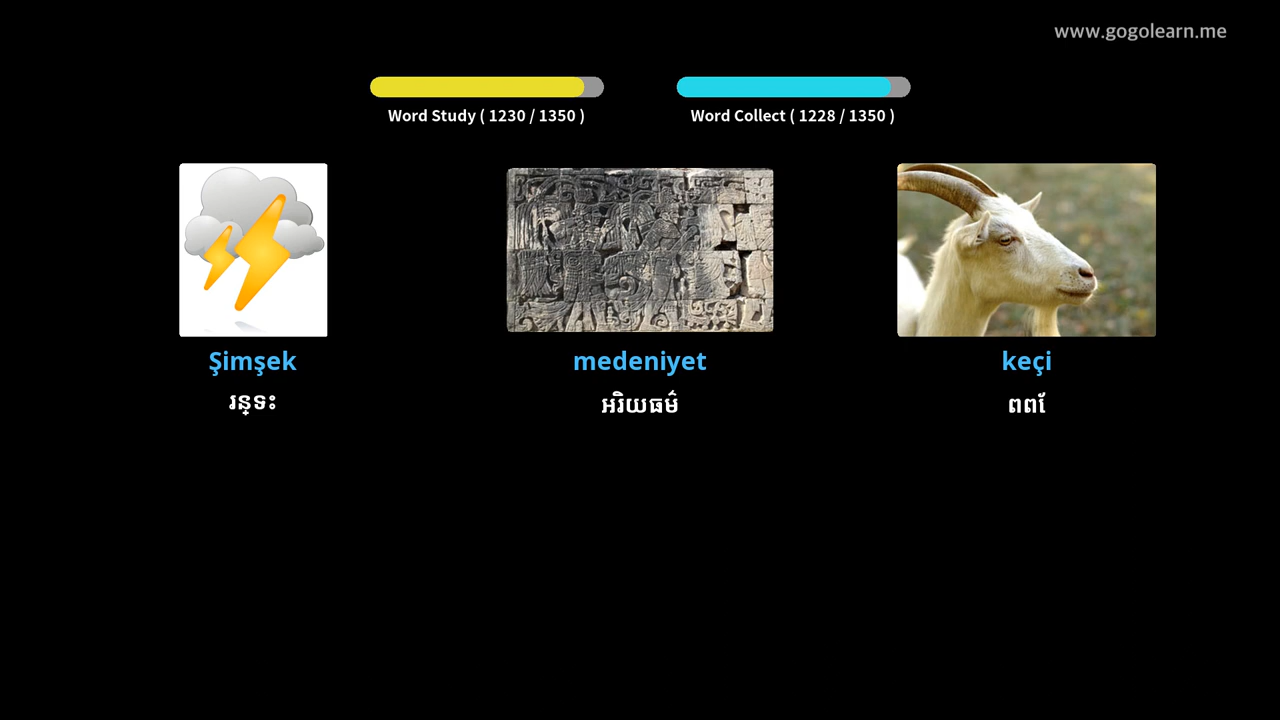 www.gogolearn.me
Word Study ( 1230 / 1350 )
Word Collect ( 1228 / 1350 )
Şimşek
medeniyet
keçi
រន្ទះ
អរិយធម៌
ពពែ